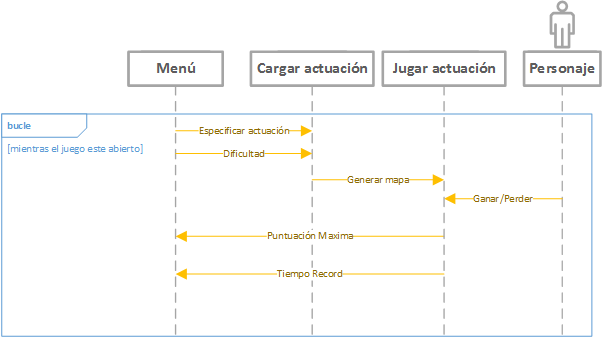 Menú
Cargar actuación
Jugar actuación
Personaje
bucle
[mientras el juego este abierto]
Especificar actuación
Dificultad
Generar mapa
Ganar/Perder
Puntuación Maxima
Tiempo Record